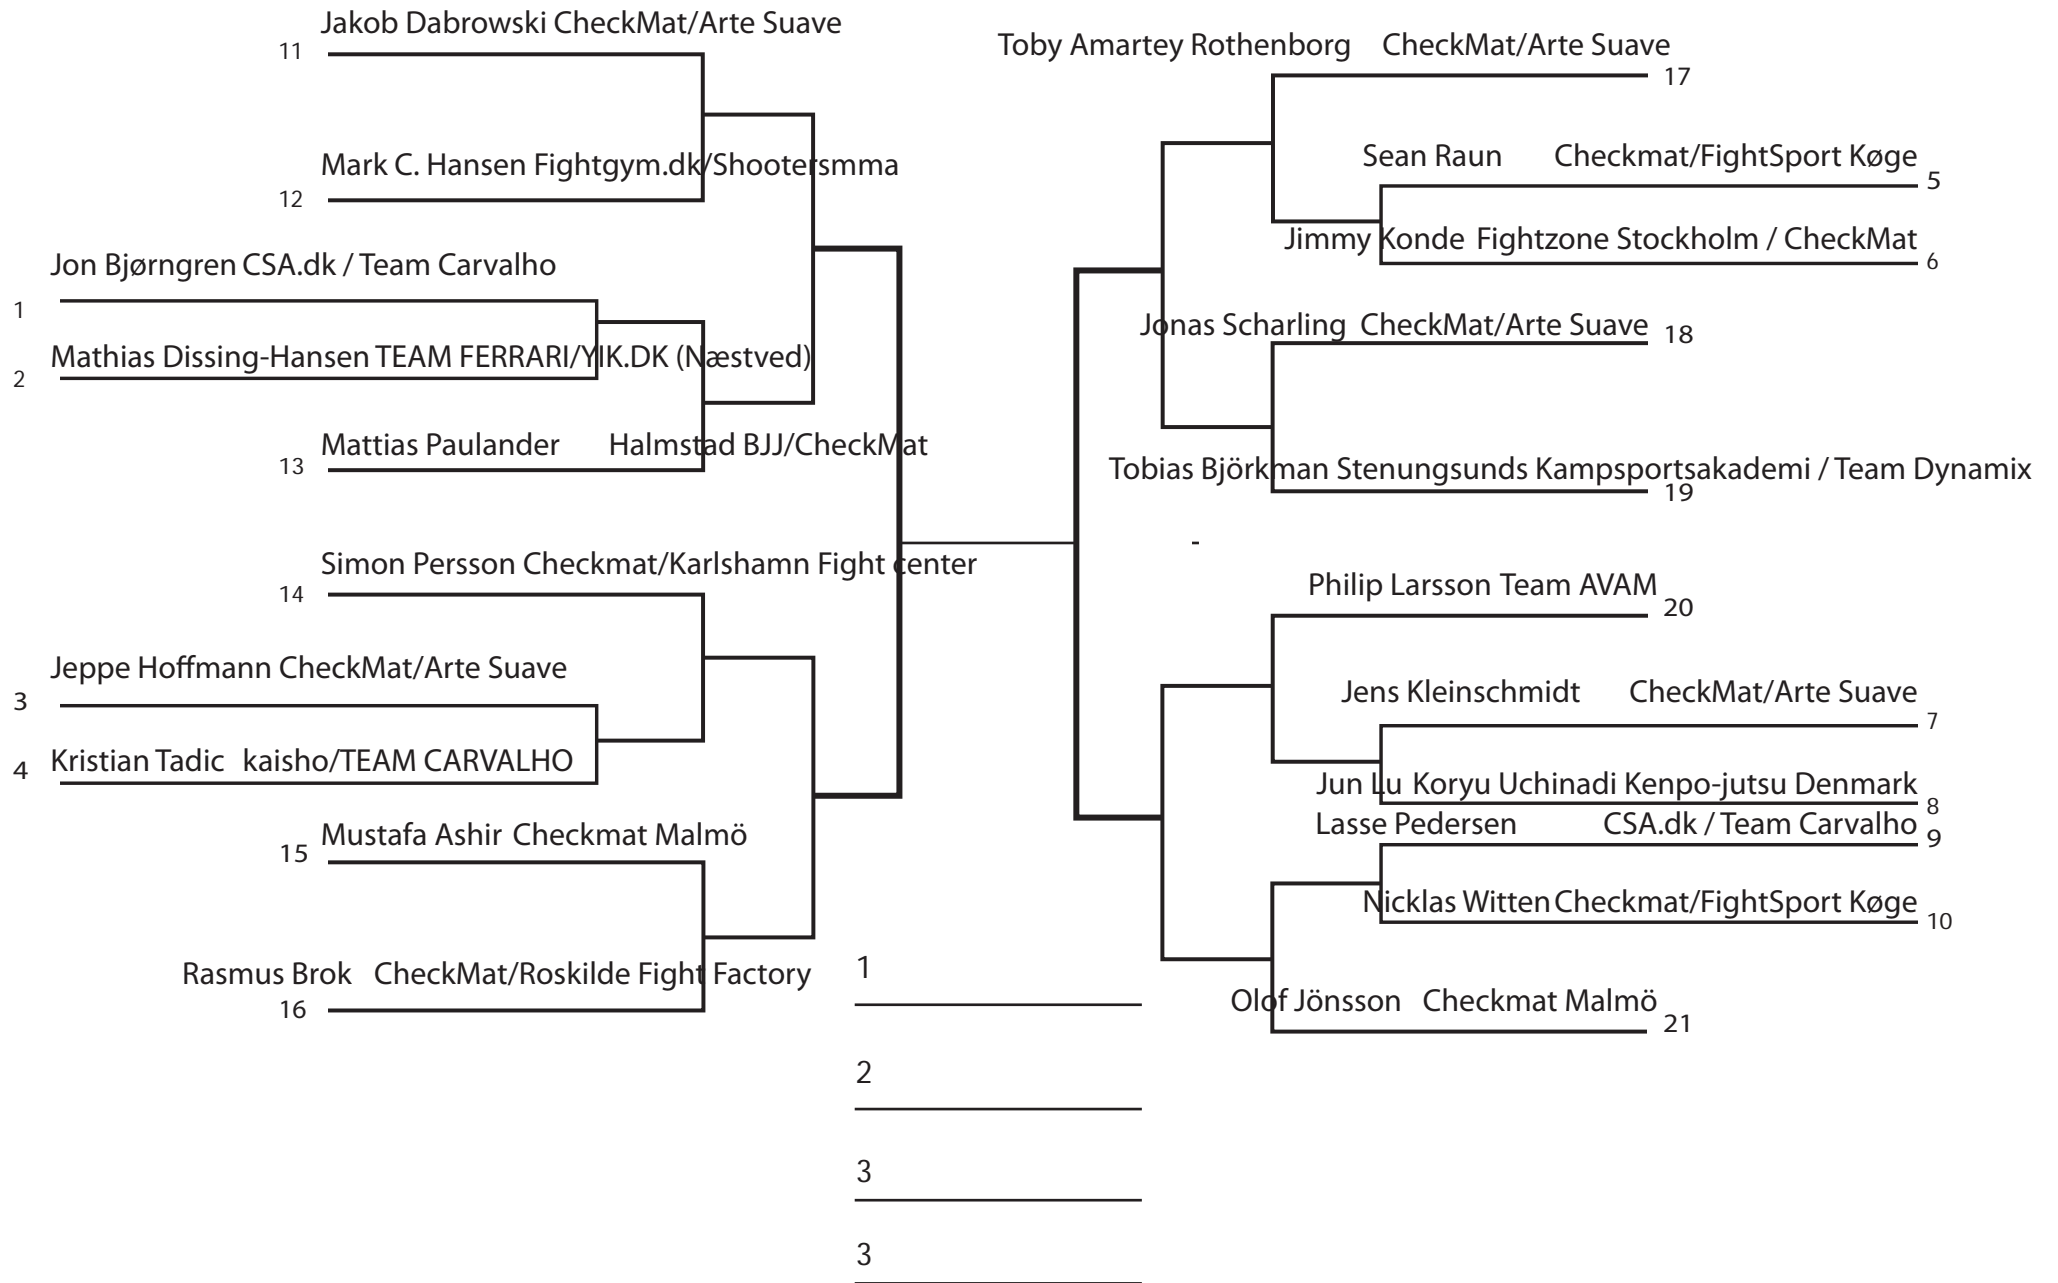 Jakob Dabrowski CheckMat/Arte Suave
11
Mark C. Hansen Fightgym.dk/Shootersmma
12
Jon Bjørngren CSA.dk / Team Carvalho
1
Mathias Dissing-Hansen TEAM FERRARI/YIK.DK (Næstved)
2
Mattias Paulander Halmstad BJJ/CheckMat
13
Simon Persson Checkmat/Karlshamn Fight center
14
Jeppe Hoffmann CheckMat/Arte Suave
3
Kristian Tadic kaisho/TEAM CARVALHO
4
Mustafa Ashir Checkmat Malmö
15
Rasmus Brok CheckMat/Roskilde Fight Factory
16
Toby Amartey Rothenborg CheckMat/Arte Suave
17
Sean Raun Checkmat/FightSport Køge
5
Jimmy Konde Fightzone Stockholm / CheckMat
6
Jonas Scharling CheckMat/Arte Suave
18
Tobias Björkman Stenungsunds Kampsportsakademi / Team Dynamix
19
-
Philip Larsson Team AVAM
20
Jens Kleinschmidt CheckMat/Arte Suave
7
Jun Lu Koryu Uchinadi Kenpo-jutsu Denmark
8
Lasse Pedersen CSA.dk / Team Carvalho
9
Nicklas Witten Checkmat/FightSport Køge
10
Olof Jönsson Checkmat Malmö
21
1
2
3
3